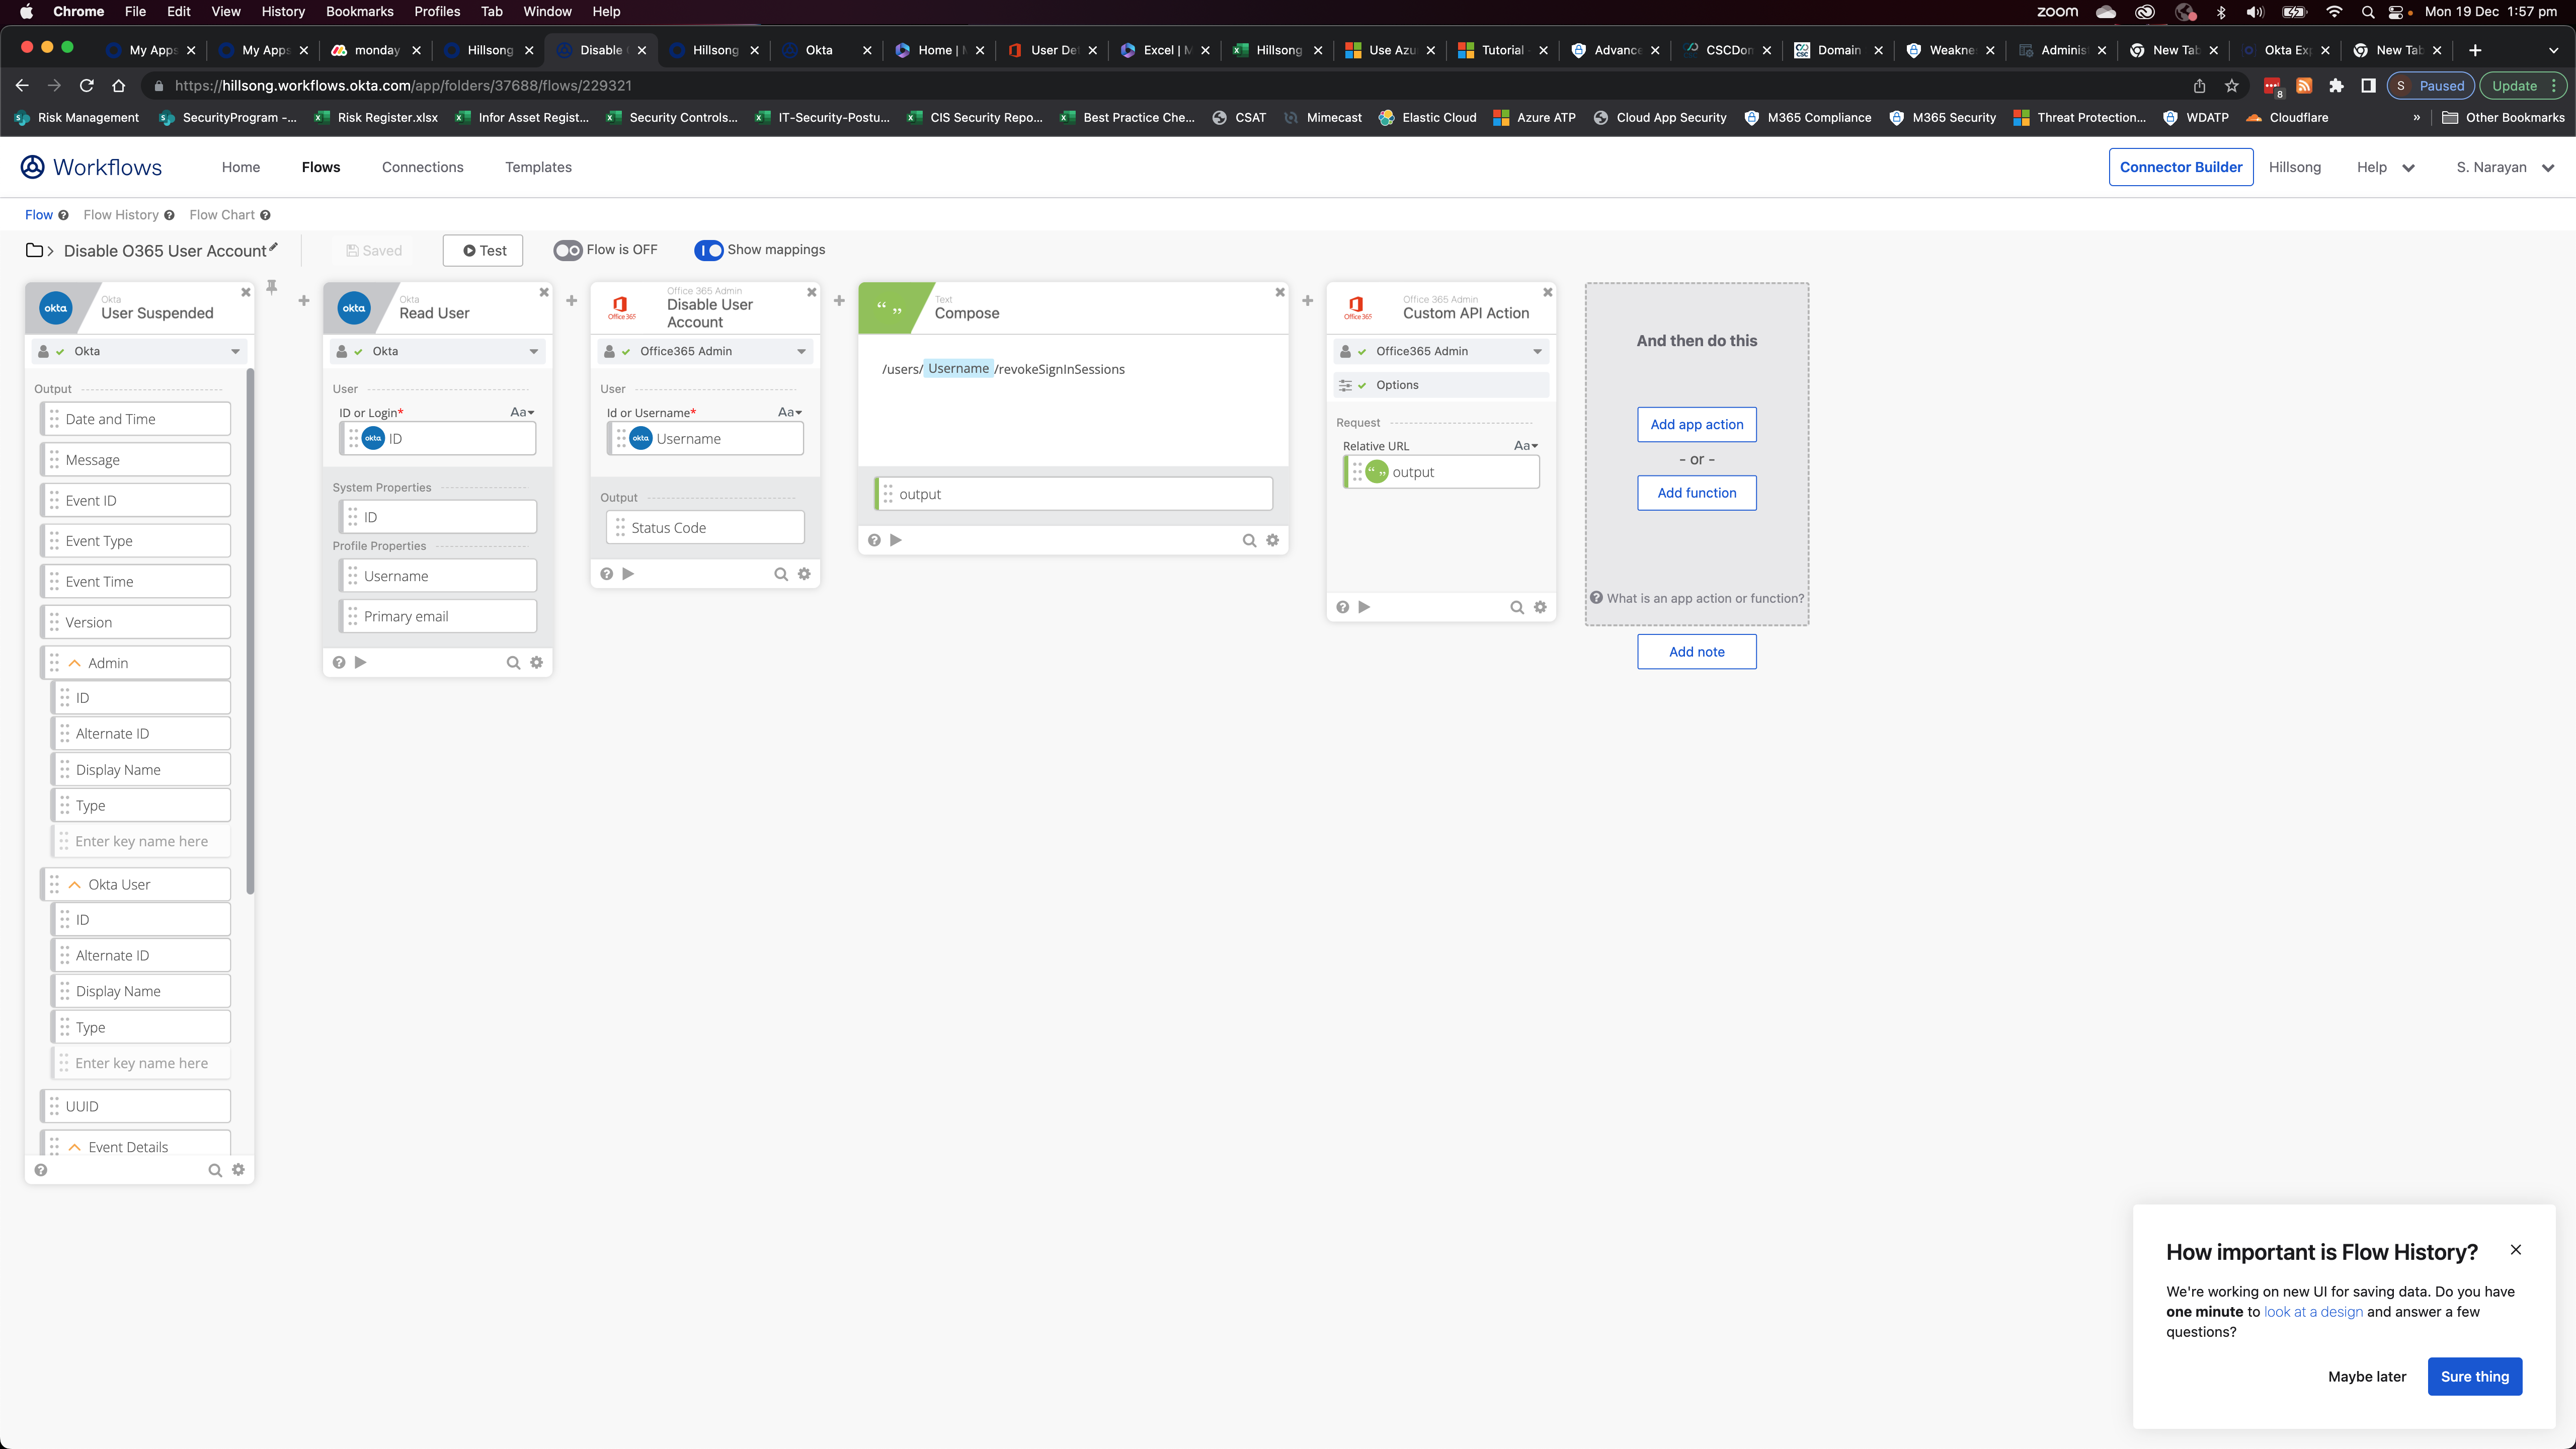 Chrome File Edit View History Bookmarks Profiles Tab Window Help
zoom Mon 19 Dec 1:57 pm
My Apps My Apps monday Hillsong Disable Hillsong Okta Home | User De Excel | M Hillsong Use Azu Tutorial Advance CSCDon Domain Weakne Adminis New Tab Okta Exp New Tab
https://hillsong.workflows.okta.com/app/folders/37688/flows/229321
8
S Paused
Update
Risk Management SecurityProgram -... Risk Register.xlsx Infor Asset Regist... Security Controls... IT-Security-Postu... CIS Security Repo... Best Practice Che... CSAT Mimecast Elastic Cloud Azure ATP Cloud App Security M365 Compliance M365 Security Threat Protection... WDATP Cloudflare » Other Bookmarks
Workflows Home Flows Connections Templates Connector Builder Hillsong Help S. Narayan
Flow Flow History Flow Chart
Disable O365 User Account Saved Test Flow is OFF Show mappings
okta
Okta
User Suspended
Okta
Output
Date and Time
Message
Event ID
Event Type
Event Time
Version
Admin
ID
Alternate ID
Display Name
Type
Enter key name here
Okta User
ID
Alternate ID
Display Name
Type
Enter key name here
UUID
Event Details
okta
Okta
Read User
Okta
User
ID or Login* Aa
okta ID
System Properties
ID
Profile Properties
Username
Primary email
Office 365
Office 365 Admin
Disable User
Account
Office365 Admin
User
Id or Username* Aa
okta Username
Output
Status Code
“ ”
Text
Compose
/users/ Username /revokeSignInSessions
output
Office 365
Office 365 Admin
Custom API Action
Office365 Admin
Options
Request
Relative URL Aa
“ ” output
And then do this
Add app action
- or -
Add function
What is an app action or function?
Add note
How important is Flow History?
We're working on new UI for saving data. Do you have
one minute to look at a design and answer a few
questions?
Maybe later Sure thing